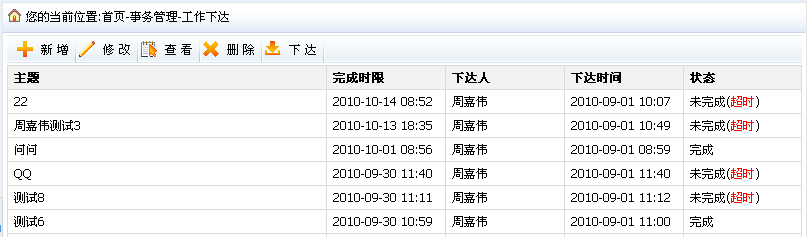 您的当前位置:首页-事务管理-工作下达
新 增 修 改 查 看 删 除 下 达
主题 完成时限 下达人 下达时间 状态
22 2010-10-14 08:52 周嘉伟 2010-09-01 10:07 未完成(超时)
周嘉伟测试3 2010-10-13 18:35 周嘉伟 2010-09-01 10:49 未完成(超时)
问问 2010-10-01 08:56 周嘉伟 2010-09-01 08:59 完成
QQ 2010-09-30 11:40 周嘉伟 2010-09-01 11:40 未完成(超时)
测试8 2010-09-30 11:11 周嘉伟 2010-09-01 11:12 未完成(超时)
测试6 2010-09-30 10:59 周嘉伟 2010-09-01 11:00 完成